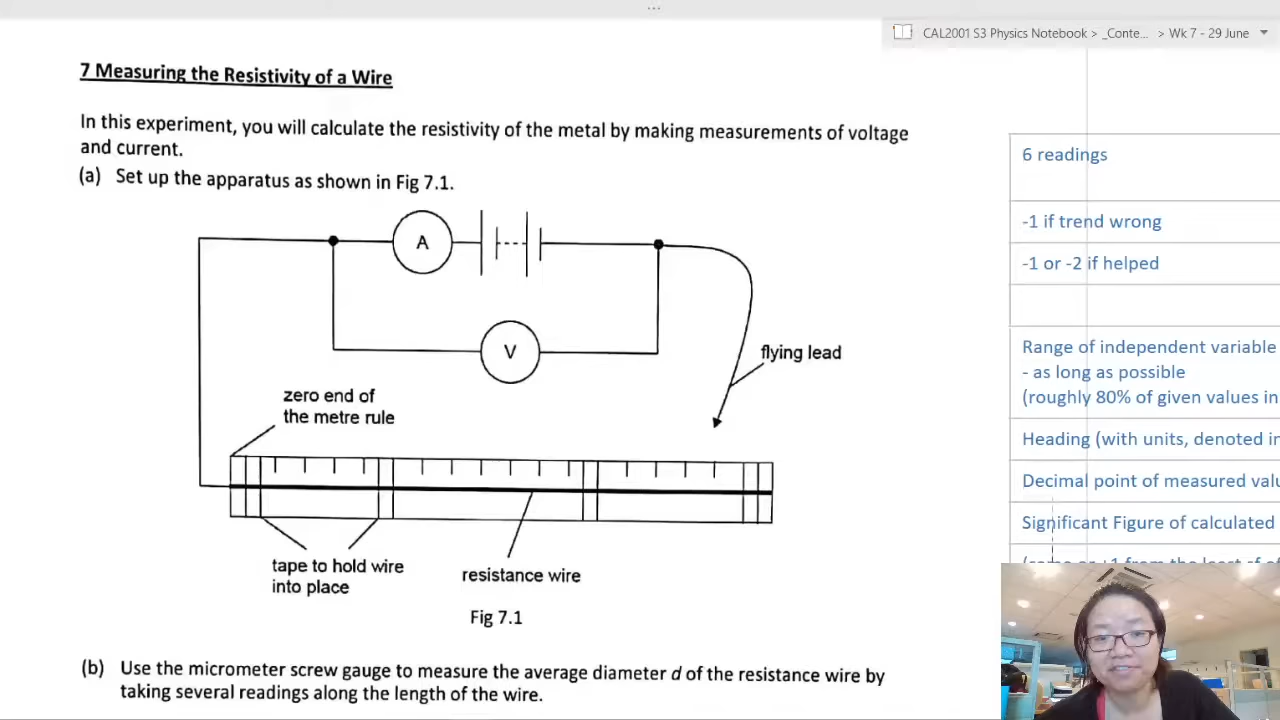 ...
CAL2001 S3 Physics Notebook > _Conte... > Wk 7 - 29 June
7 Measuring the Resistivity of a Wire
In this experiment, you will calculate the resistivity of the metal by making measurements of voltage
and current.
(a) Set up the apparatus as shown in Fig 7.1.
A
V
flying lead
zero end of
the metre rule
tape to hold wire
into place
resistance wire
Fig 7.1
(b) Use the micrometer screw gauge to measure the average diameter d of the resistance wire by
taking several readings along the length of the wire.
6 readings
-1 if trend wrong
-1 or -2 if helped
Range of independent variable
- as long as possible
(roughly 80% of given values in
Heading (with units, denoted in
Decimal point of measured valu
Significant Figure of calculated